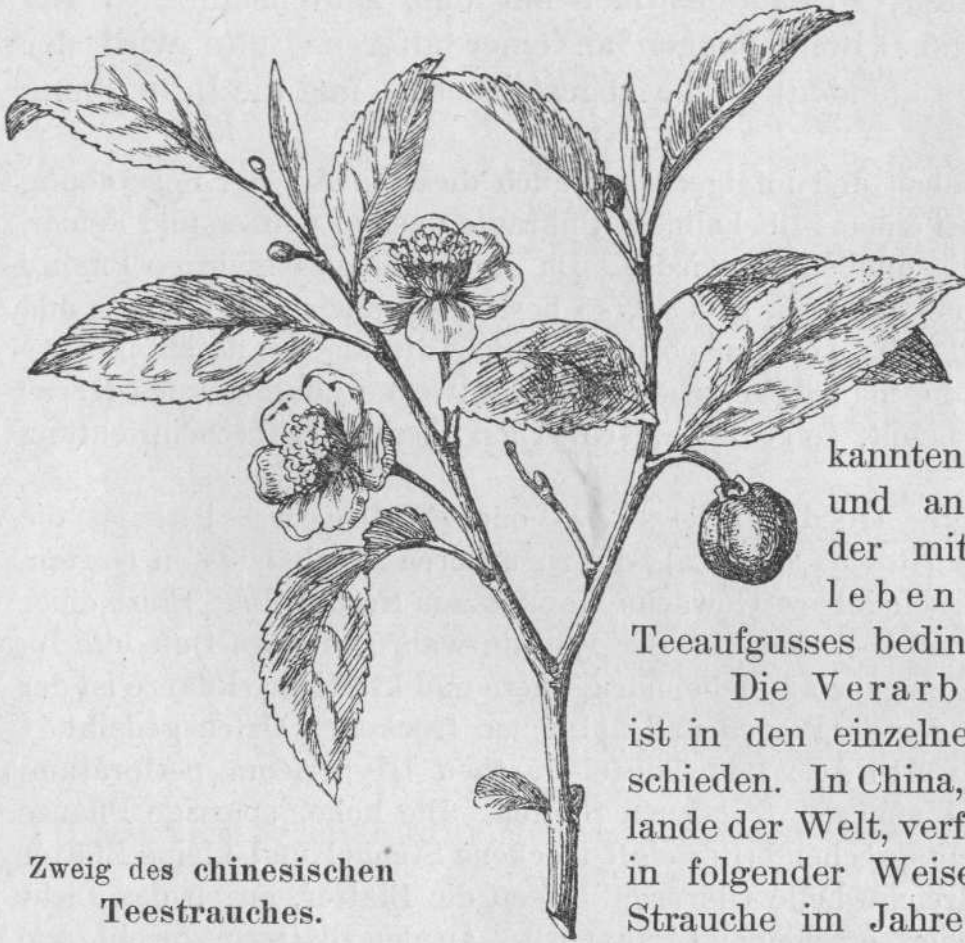 kannten
und an
der mit
leben
Teeaufgusses bedin
Die Verarb
ist in den einzelne
schieden. In China,
lande der Welt, verf
in folgender Weise
Strauche im Jahre
Zweig des chinesischen
Teestrauches.